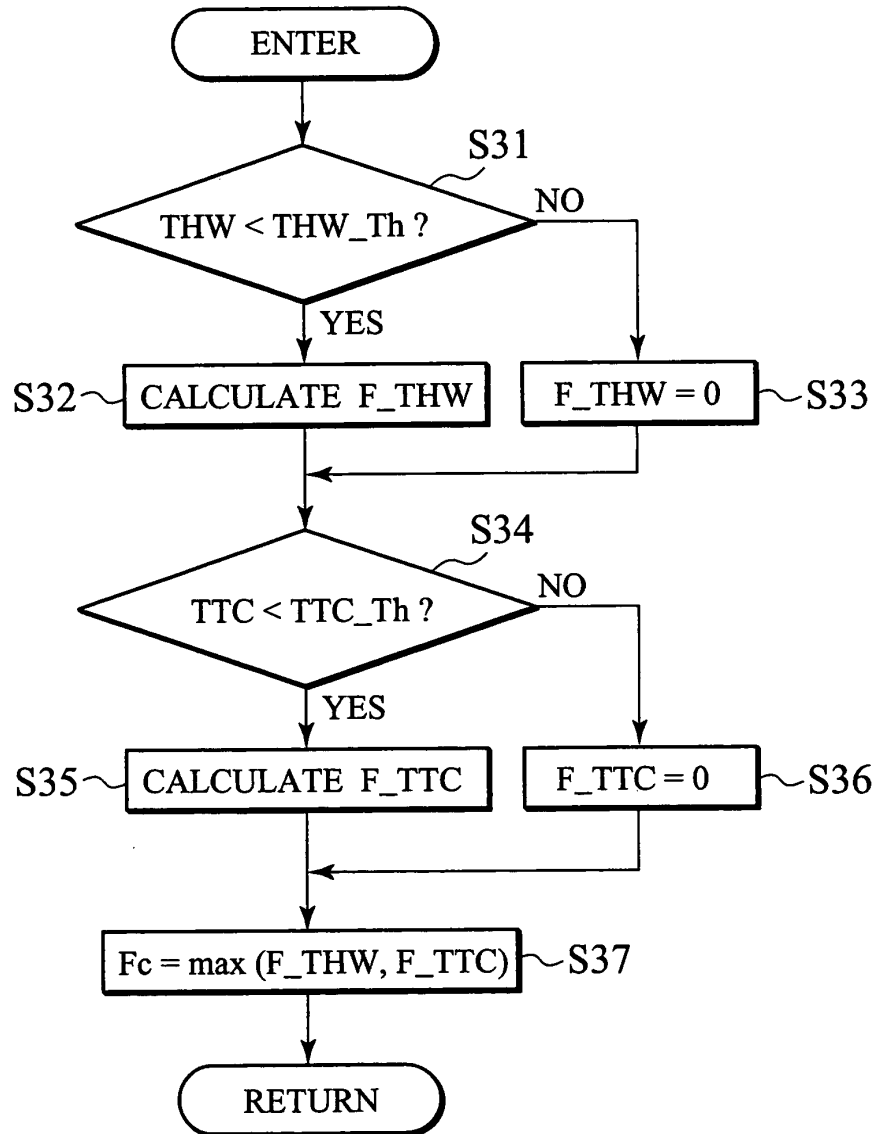 ENTER
S31
THW < THW_Th ?
NO
YES
S32
CALCULATE F_THW
F_THW = 0
S33
S34
TTC < TTC_Th ?
NO
YES
S35
CALCULATE F_TTC
F_TTC = 0
S36
Fc = max (F_THW, F_TTC)
S37
RETURN